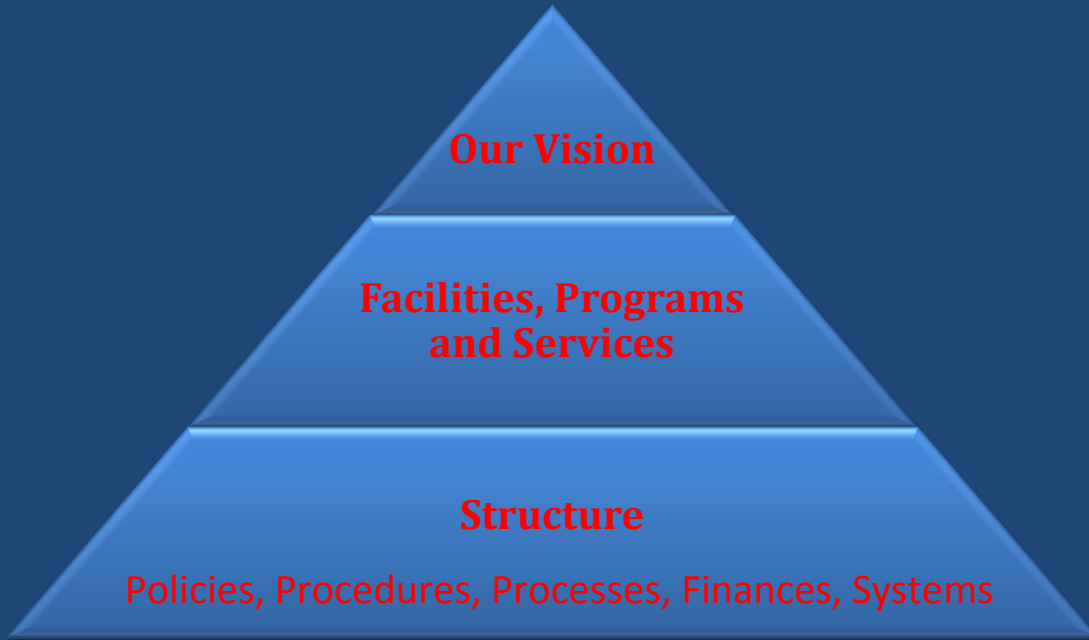 Our Vision
Facilities, Programs
and Services
Structure
Policies, Procedures, Processes, Finances, Systems